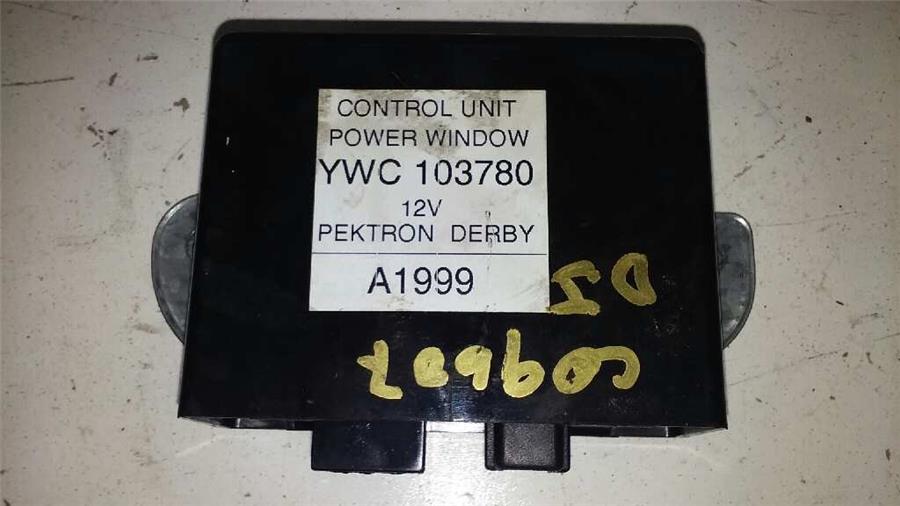 CONTROL UNIT
POWER WINDOW
YWC 103780
12V
PEKTRON DERBY
A1999